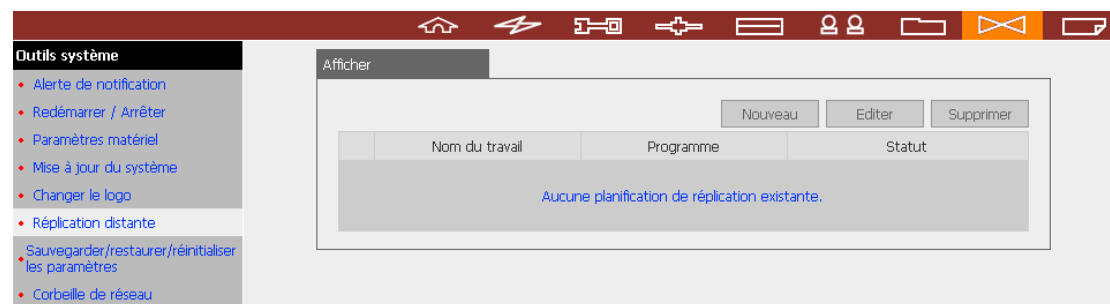 Outils système
Alerte de notification
Redémarrer / Arrêter
Paramètres matériel
Mise à jour du système
Changer le logo
Réplication distante
Sauvegarder/restaurer/réinitialiser
les paramètres
Corbeille de réseau
Afficher
Nouveau Editer Supprimer
Nom du travail Programme Statut
Aucune planification de réplication existante.